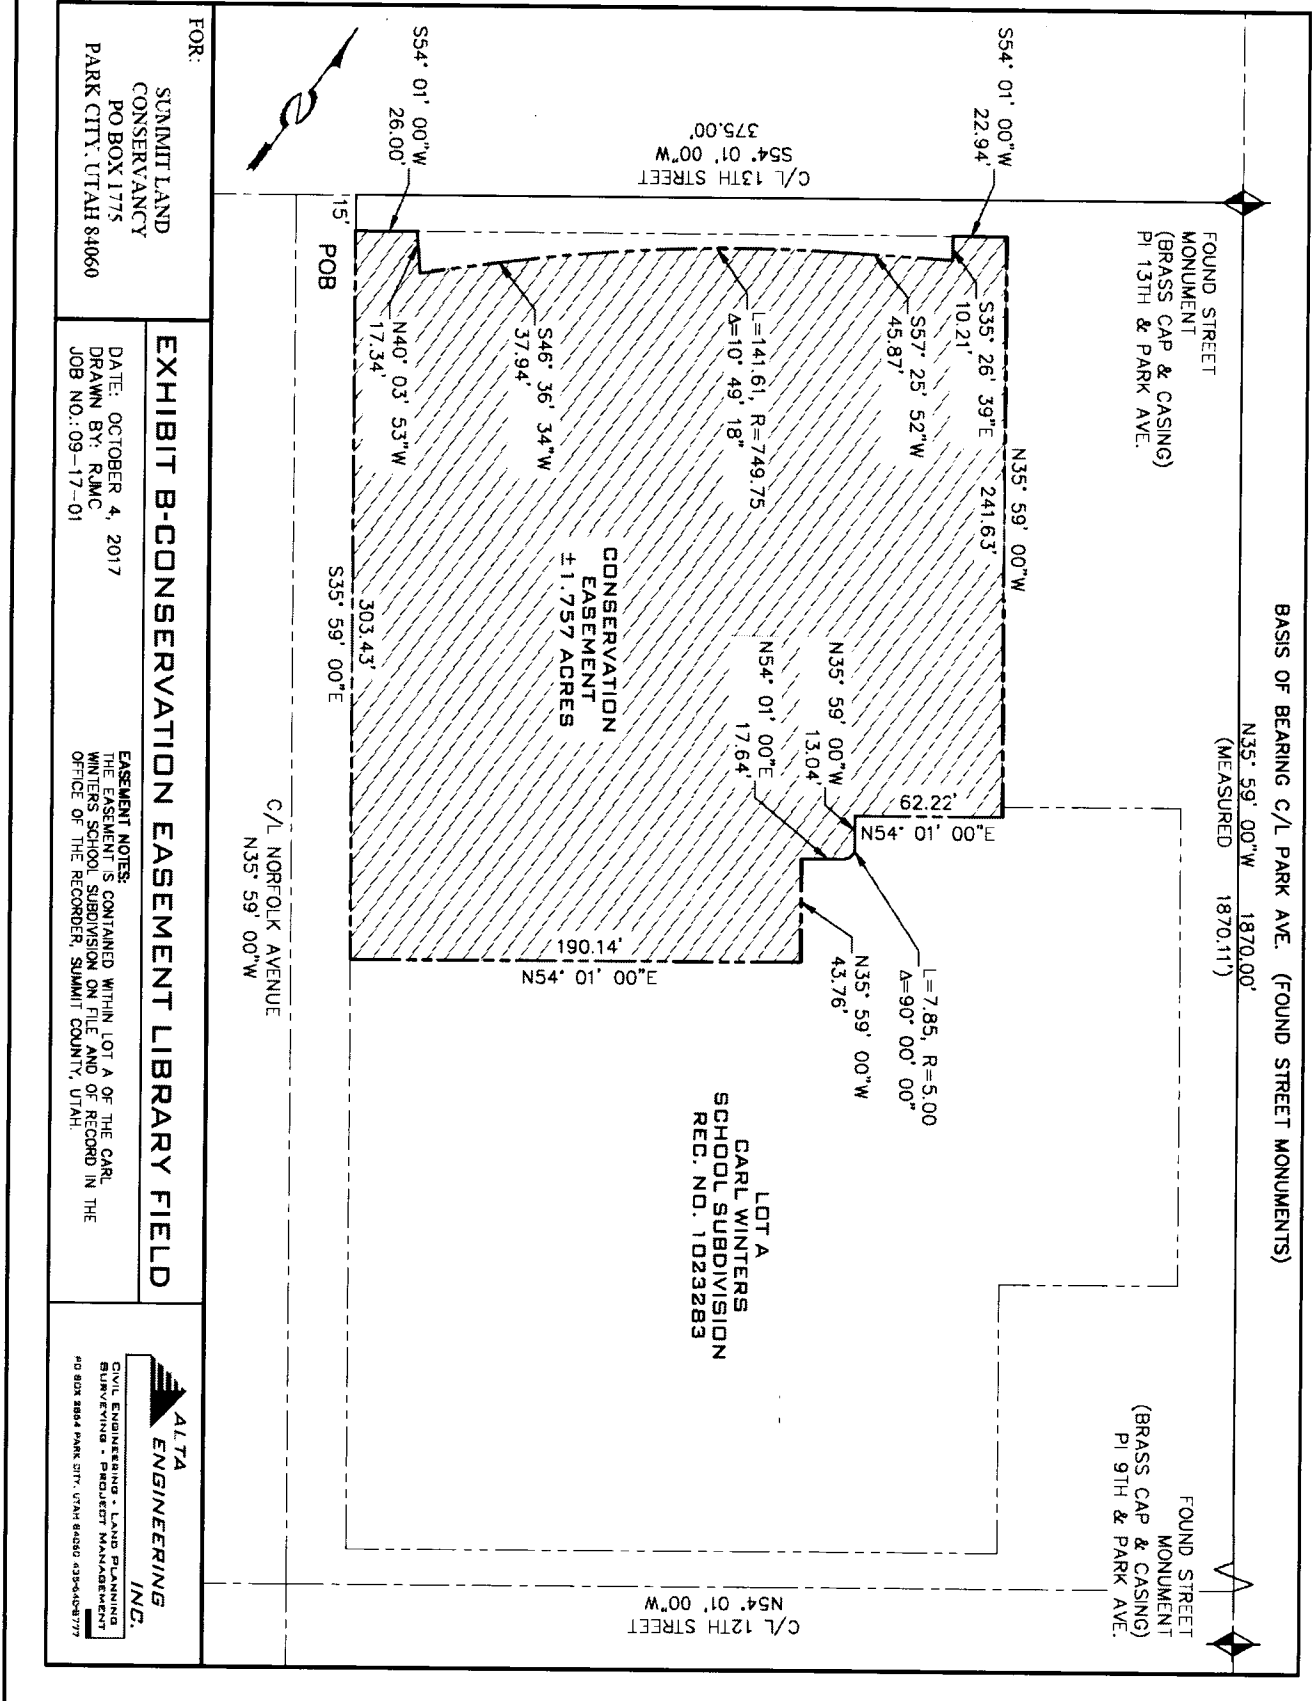 BASIS OF BEARING C/L PARK AVE. (FOUND STREET MONUMENTS)
N35° 59' 00"W 1870.00'
(MEASURED 1870.11')
FOUND STREET
MONUMENT
(BRASS CAP & CASING)
PI 13TH & PARK AVE.
FOUND STREET
MONUMENT
(BRASS CAP & CASING)
PI 9TH & PARK AVE.
S54° 01' 00"W
22.94'
N35° 59' 00"W
241.63'
S35° 26' 39"E
10.21'
S57° 25' 52"W
45.87'
L=141.61, R=749.75
Δ=10° 49' 18"
S46° 36' 34"W
37.94'
N40° 03' 53"W
17.34'
C/L 13TH STREET
S54° 01' 00"W
375.00'
S54° 01' 00"W
26.00'
15'
POB
62.22'
N54° 01' 00"E
N35° 59' 00"W
13.04'
N54° 01' 00"E
17.64'
L=7.85, R=5.00
Δ=90° 00' 00"
N35° 59' 00"W
43.76'
CONSERVATION
EASEMENT
±1.757 ACRES
190.14'
N54° 01' 00"E
303.43'
S35° 59' 00"E
LOT A
CARL WINTERS
SCHOOL SUBDIVISION
REC. NO. 1023283
C/L 12TH STREET
N54° 01' 00"W
C/L NORFOLK AVENUE
N35° 59' 00"W
FOR:
SUMMIT LAND
CONSERVANCY
PO BOX 1775
PARK CITY, UTAH 84060
EXHIBIT B-CONSERVATION EASEMENT LIBRARY FIELD
DATE: OCTOBER 4, 2017
DRAWN BY: RJMC
JOB NO.: 09-17-01
EASEMENT NOTES:
THE EASEMENT IS CONTAINED WITHIN LOT A OF THE CARL
WINTERS SCHOOL SUBDIVISION ON FILE AND OF RECORD IN THE
OFFICE OF THE RECORDER, SUMMIT COUNTY, UTAH.
ALTA
ENGINEERING
INC.
CIVIL ENGINEERING • LAND PLANNING
SURVEYING • PROJECT MANAGEMENT
PO BOX 2864 PARK CITY, UTAH 84060 435-640-8777